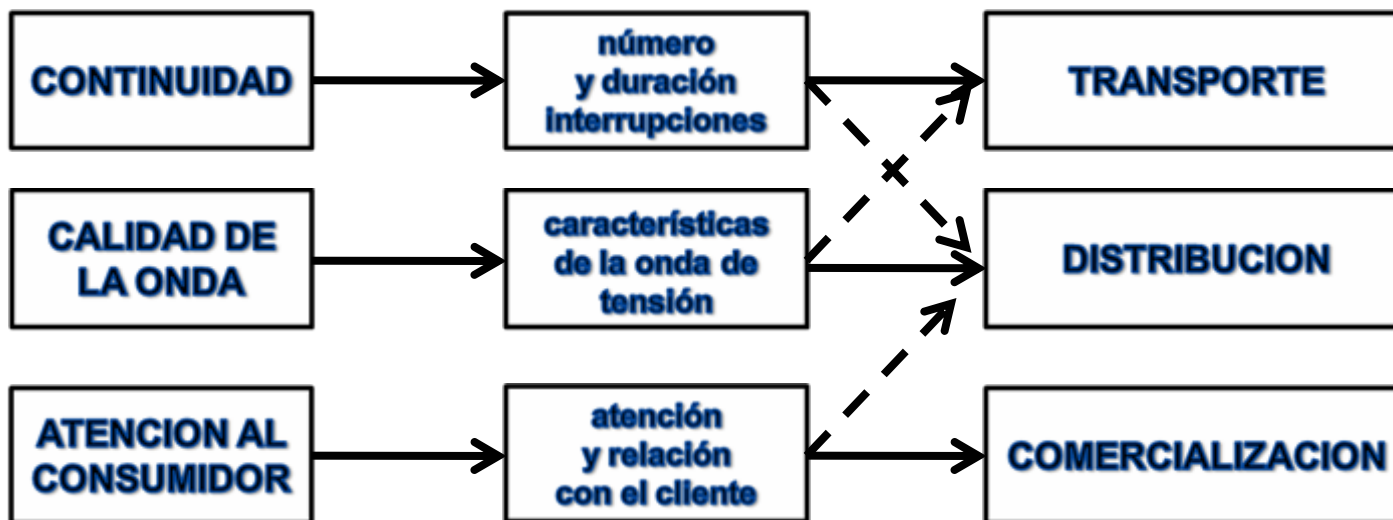 CONTINUIDAD
número
y duración
interrupciones
TRANSPORTE
CALIDAD DE
LA ONDA
características
de la onda de
tensión
DISTRIBUCION
ATENCION AL
CONSUMIDOR
atención
y relación
con el cliente
COMERCIALIZACION